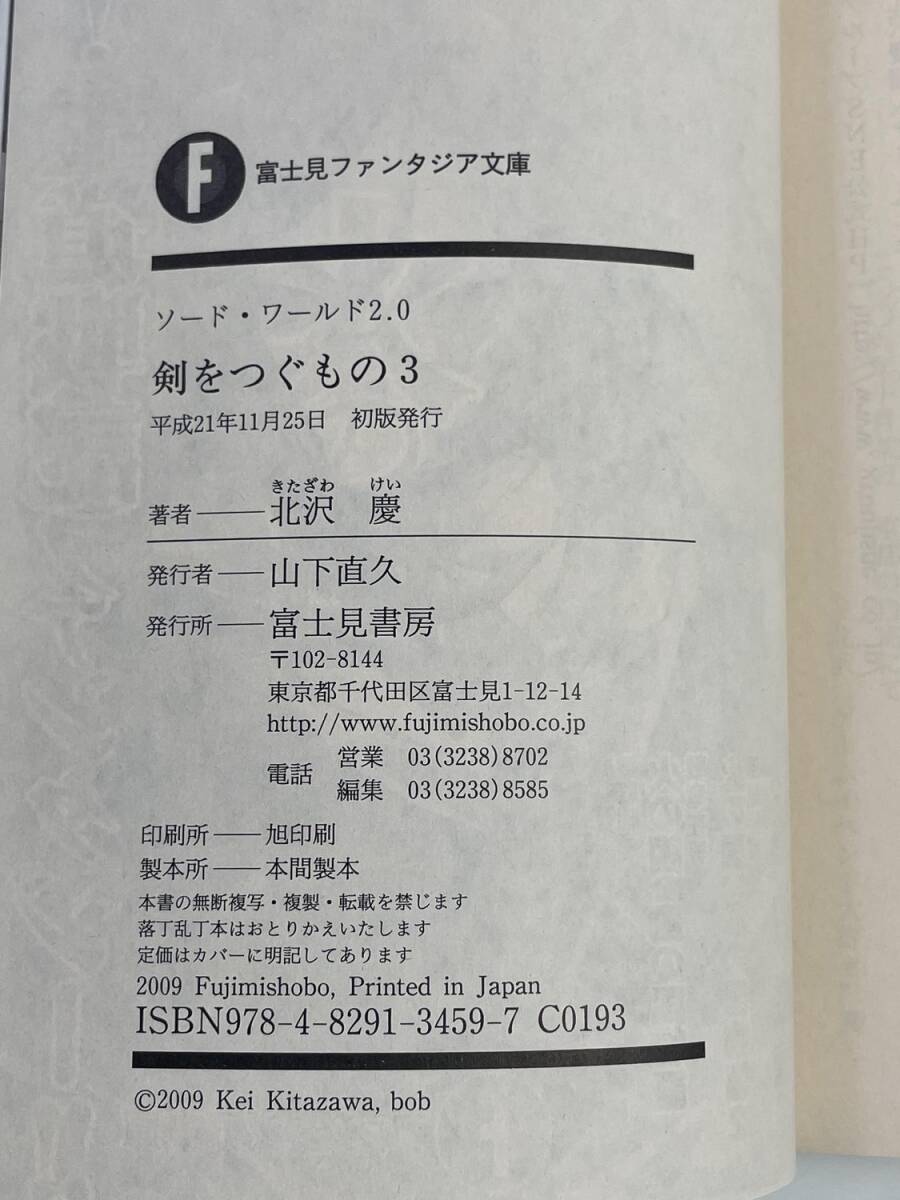 F 富士見ファンタジア文庫
ソード・ワールド2.0
剣をつぐもの3
平成21年11月25日 初版発行
きたざわ けい
著者――北沢 慶
発行者――山下直久
発行所――富士見書房
〒102-8144
東京都千代田区富士見1-12-14
http://www.fujimishobo.co.jp
電話 営業 03(3238)8702
編集 03(3238)8585
印刷所――旭印刷
製本所――本間製本
本書の無断複写・複製・転載を禁じます
落丁乱丁本はおとりかえいたします
定価はカバーに明記してあります
2009 Fujimishobo, Printed in Japan
ISBN978-4-8291-3459-7 C0193
©2009 Kei Kitazawa, bob